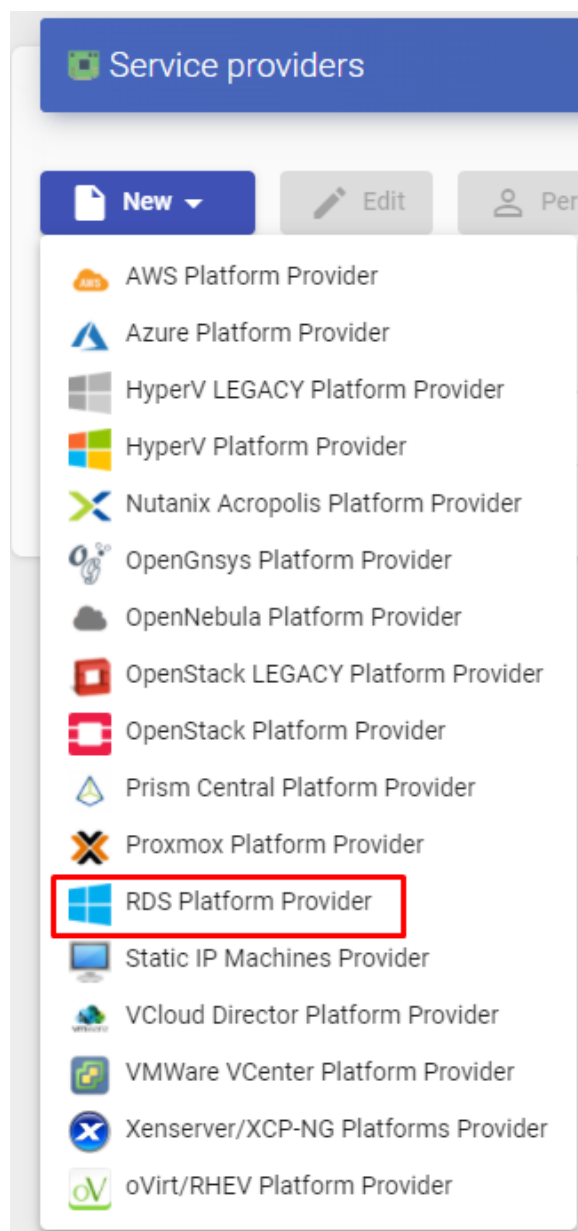 Service providers
New
Edit
Per
AWS Platform Provider
Azure Platform Provider
HyperV LEGACY Platform Provider
HyperV Platform Provider
Nutanix Acropolis Platform Provider
OpenGnsys Platform Provider
OpenNebula Platform Provider
OpenStack LEGACY Platform Provider
OpenStack Platform Provider
Prism Central Platform Provider
Proxmox Platform Provider
RDS Platform Provider
Static IP Machines Provider
VCloud Director Platform Provider
VMWare VCenter Platform Provider
Xenserver/XCP-NG Platforms Provider
oVirt/RHEV Platform Provider